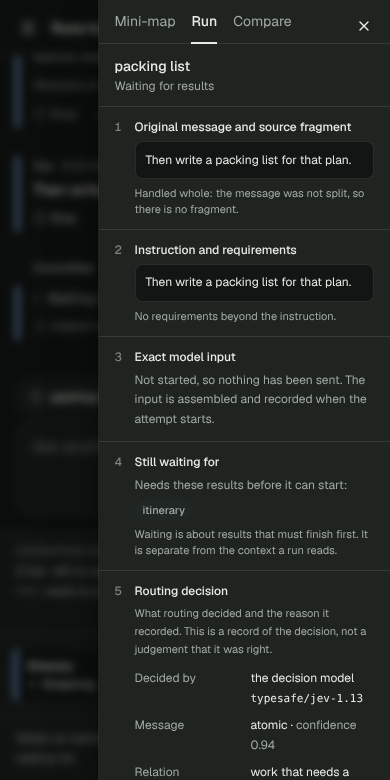 Mini-map Run Compare
packing list
Waiting for results
1 Original message and source fragment
Then write a packing list for that plan.
Handled whole: the message was not split, so
there is no fragment.
2 Instruction and requirements
Then write a packing list for that plan.
No requirements beyond the instruction.
3 Exact model input
Not started, so nothing has been sent. The
input is assembled and recorded when the
attempt starts.
4 Still waiting for
Needs these results before it can start:
itinerary
Waiting is about results that must finish first. It
is separate from the context a run reads.
5 Routing decision
What routing decided and the reason it
recorded. This is a record of the decision, not a
judgement that it was right.
Decided by the decision model
typesafe/jev-1.13
Message atomic · confidence
0.94
Relation work that needs a